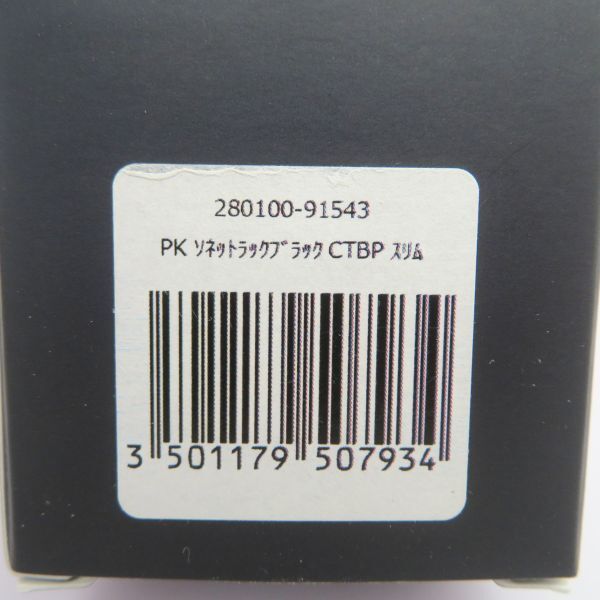 280100-91543
PK ｿﾈｯﾄﾗｯｸﾌﾞﾗｯｸ CTBP ｽﾘﾑ
3 501179 507934